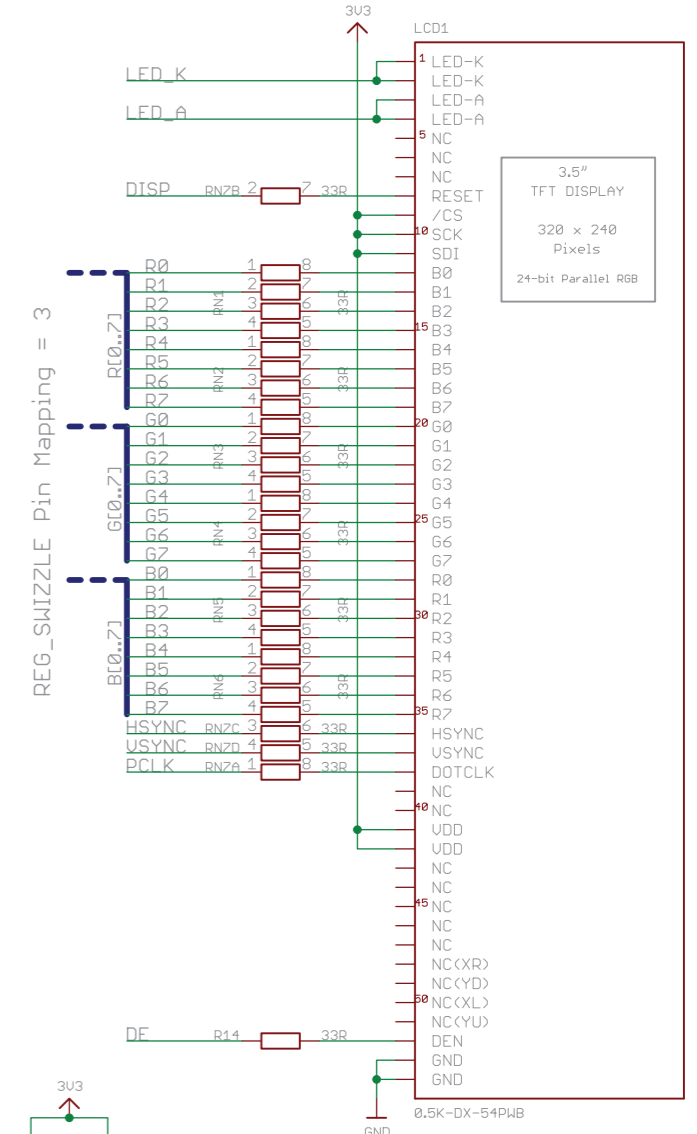 3V3
LCD1
1 LED-K
LED_K LED-K
LED-A
LED_A LED-A
5 NC
NC
NC
3.5"
TFT DISPLAY
320 x 240
Pixels
24-bit Parallel RGB
DISP RN7B 2 7 33R RESET
/CS
10 SCK
SDI
REG_SWIZZLE Pin Mapping = 3
R[0..7]
RN1 33R
RN2 33R
R0 1 8 B0
R1 2 7 B1
R2 3 6 B2
R3 4 5 15 B3
R4 1 8 B4
R5 2 7 B5
R6 3 6 B6
R7 4 5 B7
G[0..7]
RN3 33R
RN4 33R
G0 1 8 20 G0
G1 2 7 G1
G2 3 6 G2
G3 4 5 G3
G4 1 8 G4
G5 2 7 25 G5
G6 3 6 G6
G7 4 5 G7
B[0..7]
RN5 33R
RN6 33R
B0 1 8 R0
B1 2 7 R1
B2 3 6 30 R2
B3 4 5 R3
B4 1 8 R4
B5 2 7 R5
B6 3 6 R6
B7 4 5 35 R7
HSYNC RN7C 3 6 33R HSYNC
VSYNC RN7D 4 5 33R VSYNC
PCLK RN7A 1 8 33R DOTCLK
NC
40 NC
VDD
VDD
NC
NC
45 NC
NC
NC
NC(XR)
NC(YD)
50 NC(XL)
NC(YU)
DE R14 33R DEN
GND
GND
3V3
0.5K-DX-54PWB
GND